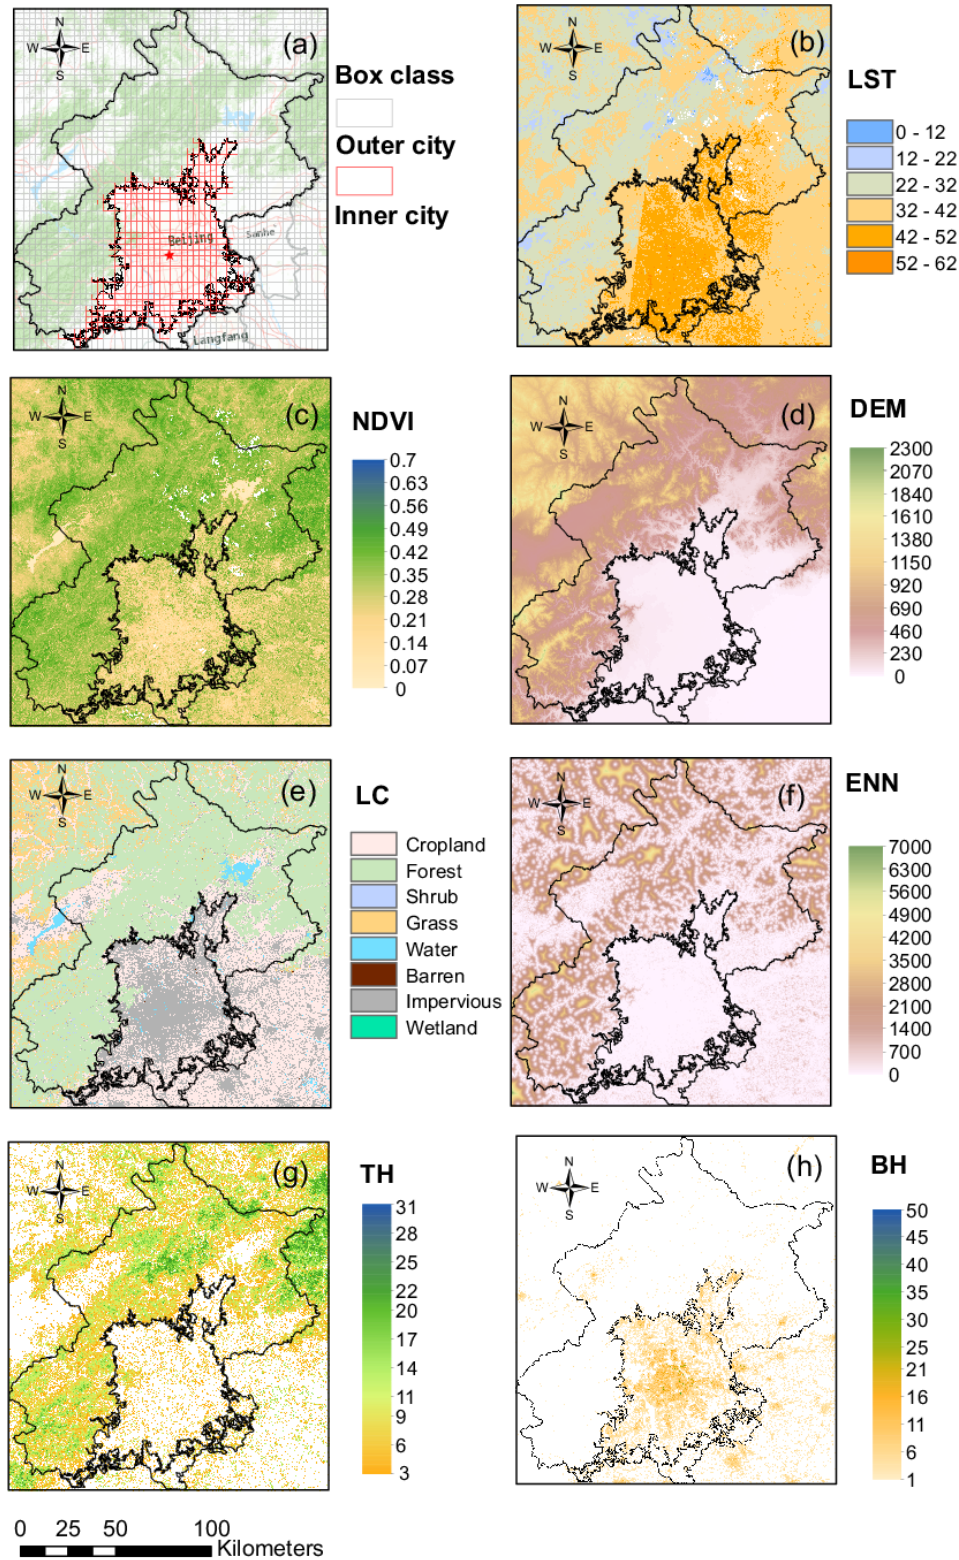 (a)
N
W E
S
Beijing
Sanhe
Langfang
Box class
Outer city
Inner city
(b)
N
W E
S
LST
0 - 12
12 - 22
22 - 32
32 - 42
42 - 52
52 - 62
(c)
N
W E
S
NDVI
0.7
0.63
0.56
0.49
0.42
0.35
0.28
0.21
0.14
0.07
0
(d)
N
W E
S
DEM
2300
2070
1840
1610
1380
1150
920
690
460
230
0
(e)
N
W E
S
LC
Cropland
Forest
Shrub
Grass
Water
Barren
Impervious
Wetland
(f)
N
W E
S
ENN
7000
6300
5600
4900
4200
3500
2800
2100
1400
700
0
(g)
N
W E
S
TH
31
28
25
22
20
17
14
11
9
6
3
(h)
N
W E
S
BH
50
45
40
35
30
25
21
16
11
6
1
0 25 50 100
Kilometers